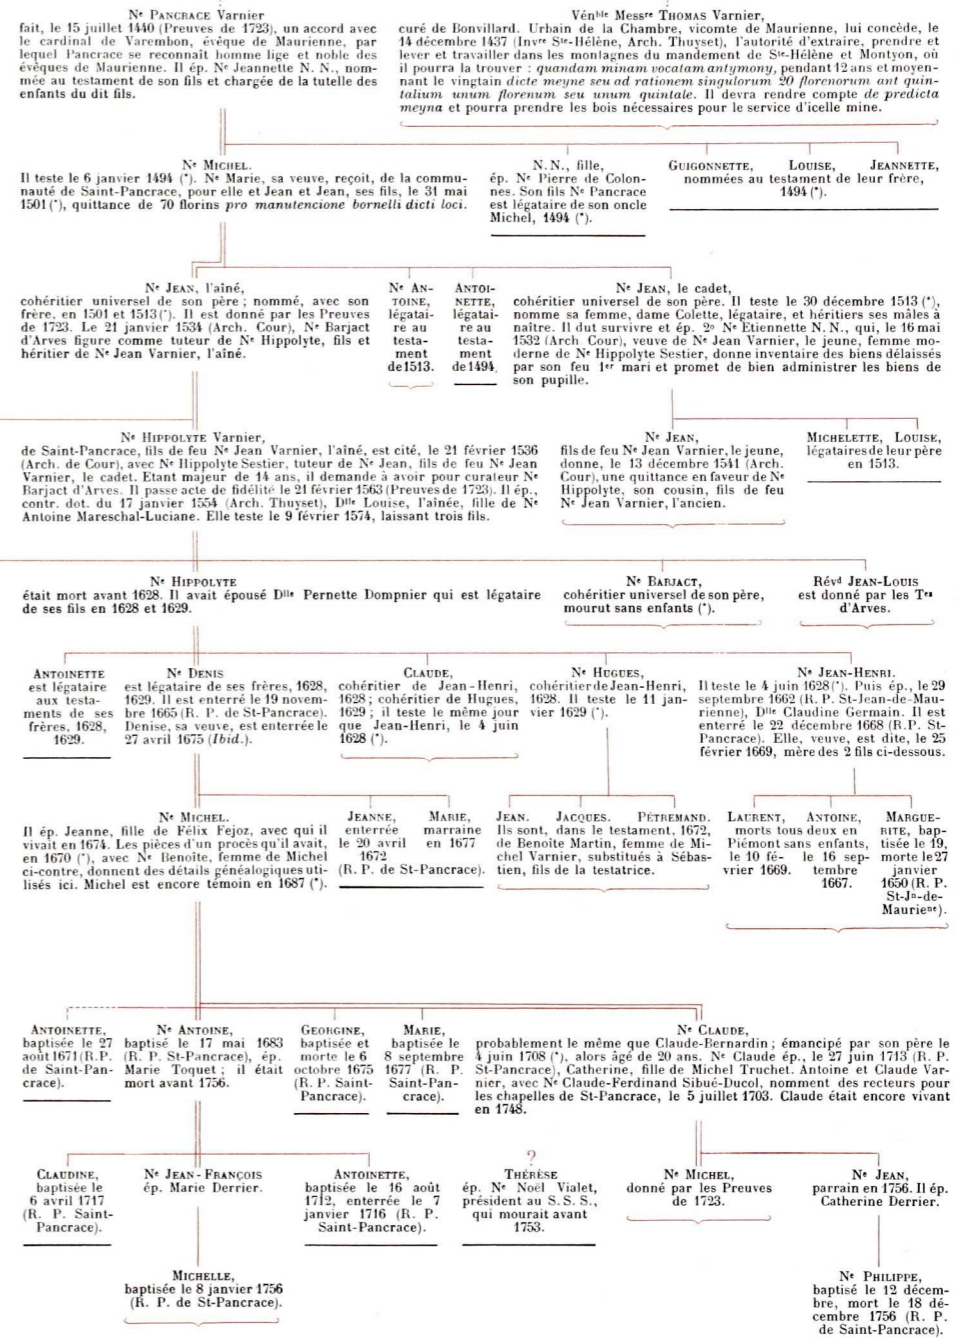 Nᵉ PANCRACE Varnier
fait, le 15 juillet 1440 (Preuves de 1723), un accord avec
le cardinal de Varembon, évêque de Maurienne, par
lequel Pancrace se reconnaît homme lige et noble des
évêques de Maurienne. Il ép. Nᵉ Jeannette N. N., nom-
mée au testament de son fils et chargée de la tutelle des
enfants du dit fils.
Vénᵇˡᵉ Messʳᵉ THOMAS Varnier,
curé de Bonvillard. Urbain de la Chambre, vicomte de Maurienne, lui concède, le
14 décembre 1437 (Invʳᵉ Sᵗᵉ-Hélène, Arch. Thuyset), l'autorité d'extraire, prendre et
lever et travailler dans les montagnes du mandement de Sᵗᵉ-Hélène et Montyon, où
il pourra la trouver : quandam minam vocatam antymony, pendant 12 ans et moyen-
nant le vingtain dicte meyne seu ad rationem singulorum 20 florenorum aut quin-
talium unum florenum seu unum quintale. Il devra rendre compte de predicta
meyna et pourra prendre les bois nécessaires pour le service d'icelle mine.
Nᵉ MICHEL.
Il teste le 6 janvier 1494 (*). Nᵉ Marie, sa veuve, reçoit, de la commu-
nauté de Saint-Pancrace, pour elle et Jean et Jean, ses fils, le 31 mai
1501 (*), quittance de 70 florins pro manutencione bornelli dicti loci.
N. N., fille,
ép. Nᵉ Pierre de Colon-
nes. Son fils Nᵉ Pancrace
est légataire de son oncle
Michel, 1494 (*).
GUIGONNETTE, LOUISE, JEANNETTE,
nommées au testament de leur frère,
1494 (*).
Nᵉ JEAN, l'aîné,
cohéritier universel de son père ; nommé, avec son
frère, en 1501 et 1513 (*). Il est donné par les Preuves
de 1723. Le 21 janvier 1534 (Arch. Cour), Nᵉ Barjact
d'Arves figure comme tuteur de Nᵉ Hippolyte, fils et
héritier de Nᵉ Jean Varnier, l'aîné.
Nᵉ AN-
TOINE,
légatai-
re au
testa-
ment
de 1513.
ANTOI-
NETTE,
légatai-
re au
testa-
ment
de 1494.
Nᵉ JEAN, le cadet,
cohéritier universel de son père. Il teste le 30 décembre 1513 (*),
nomme sa femme, dame Colette, légataire, et héritiers ses mâles à
naître. Il dut survivre et ép. 2º Nᵉ Etiennette N. N., qui, le 16 mai
1532 (Arch Cour), veuve de Nᵉ Jean Varnier, le jeune, femme mo-
derne de Nᵉ Hippolyte Sestier, donne inventaire des biens délaissés
par son feu 1ᵉʳ mari et promet de bien administrer les biens de
son pupille.
Nᵉ HIPPOLYTE Varnier,
de Saint-Pancrace, fils de feu Nᵉ Jean Varnier, l'aîné, est cité, le 21 février 1536
(Arch. de Cour), avec Nᵉ Hippolyte Sestier, tuteur de Nᵉ Jean, fils de feu Nᵉ Jean
Varnier, le cadet. Etant majeur de 14 ans, il demande à avoir pour curateur Nᵉ
Barjact d'Arves. Il passe acte de fidélité le 21 février 1563 (Preuves de 1723). Il ép.,
contr. dot. du 17 janvier 1554 (Arch. Thuyset), Dˡˡᵉ Louise, l'aînée, fille de Nᵉ
Antoine Mareschal-Luciane. Elle teste le 9 février 1574, laissant trois fils.
Nᵉ JEAN,
fils de feu Nᵉ Jean Varnier, le jeune,
donne, le 13 décembre 1541 (Arch.
Cour), une quittance en faveur de Nᵉ
Hippolyte, son cousin, fils de feu
Nᵉ Jean Varnier, l'ancien.
MICHELETTE, LOUISE,
légataires de leur père
en 1513.
Nᵉ HIPPOLYTE
était mort avant 1628. Il avait épousé Dˡˡᵉ Pernette Dompnier qui est légataire
de ses fils en 1628 et 1629.
Nᵉ BARJACT,
cohéritier universel de son père,
mourut sans enfants (*).
Révᵈ JEAN-LOUIS
est donné par les Tᵉˢ
d'Arves.
ANTOINETTE
est légataire
aux testa-
ments de ses
frères, 1628,
1629.
Nᵉ DENIS
est légataire de ses frères, 1628,
1629. Il est enterré le 19 novem-
bre 1665 (R. P. de St-Pancrace).
Denise, sa veuve, est enterrée le
27 avril 1675 (Ibid.).
CLAUDE,
cohéritier de Jean-Henri,
1628 ; cohéritier de Hugues,
1629 ; il teste le même jour
que Jean-Henri, le 4 juin
1628 (*).
Nᵉ HUGUES,
cohéritier de Jean-Henri,
1628. Il teste le 11 jan-
vier 1629 (*).
Nᵉ JEAN-HENRI.
Il teste le 4 juin 1628 (*). Puis ép., le 29
septembre 1662 (R. P. St-Jean-de-Mau-
rienne), Dˡˡᵉ Claudine Germain. Il est
enterré le 22 décembre 1668 (R. P. St-
Pancrace). Elle, veuve, est dite, le 25
février 1669, mère des 2 fils ci-dessous.
Nᵉ MICHEL.
Il ép. Jeanne, fille de Félix Fejoz, avec qui il
vivait en 1674. Les pièces d'un procès qu'il avait,
en 1670 (*), avec Nᵉ Benoîte, femme de Michel
ci-contre, donnent des détails généalogiques uti-
lisés ici. Michel est encore témoin en 1687 (*).
JEANNE,
enterrée
le 20 avril
1672
MARIE,
marraine
en 1677
(R. P. de St-Pancrace).
JEAN. JACQUES. PÉTREMAND.
Ils sont, dans le testament, 1672,
de Benoîte Martin, femme de Mi-
chel Varnier, substitués à Sébas-
tien, fils de la testatrice.
LAURENT, ANTOINE,
morts tous deux en
Piémont sans enfants,
le 10 fé-
vrier 1669.
le 16 sep-
tembre
1667.
MARGUE-
RITE, bap-
tisée le 19,
morte le 27
janvier
1650 (R. P.
St-Jⁿ-de-
Maurieⁿᵉ).
ANTOINETTE,
baptisée le 27
août 1671 (R. P.
de Saint-Pan-
crace).
Nᵉ ANTOINE,
baptisé le 17 mai 1683
(R. P. St-Pancrace), ép.
Marie Toquet ; il était
mort avant 1756.
GEORGINE,
baptisée et
morte le 6
octobre 1675
(R. P. Saint-
Pancrace).
MARIE,
baptisée le
8 septembre
1677 (R. P.
Saint-Pan-
crace).
Nᵉ CLAUDE,
probablement le même que Claude-Bernardin ; émancipé par son père le
4 juin 1708 (*), alors âgé de 20 ans. Nᵉ Claude ép., le 27 juin 1713 (R. P.
St-Pancrace), Catherine, fille de Michel Truchet. Antoine et Claude Var-
nier, avec Nᵉ Claude-Ferdinand Sibué-Ducol, nomment des recteurs pour
les chapelles de St-Pancrace, le 5 juillet 1703. Claude était encore vivant
en 1748.
CLAUDINE,
baptisée le
6 avril 1717
(R. P. Saint-
Pancrace).
Nᵉ JEAN-FRANÇOIS
ép. Marie Derrier.
ANTOINETTE,
baptisée le 16 août
1712, enterrée le 7
janvier 1716 (R. P.
Saint-Pancrace).
?
THÉRÈSE
ép. Nᵉ Noël Vialet,
président au S. S. S.,
qui mourait avant
1753.
Nᵉ MICHEL,
donné par les Preuves
de 1723.
Nᵉ JEAN,
parrain en 1756. Il ép.
Catherine Derrier.
MICHELLE,
baptisée le 8 janvier 1756
(R. P. de St-Pancrace).
Nᵉ PHILIPPE,
baptisé le 12 décem-
bre, mort le 18 dé-
cembre 1756 (R. P.
de Saint-Pancrace).